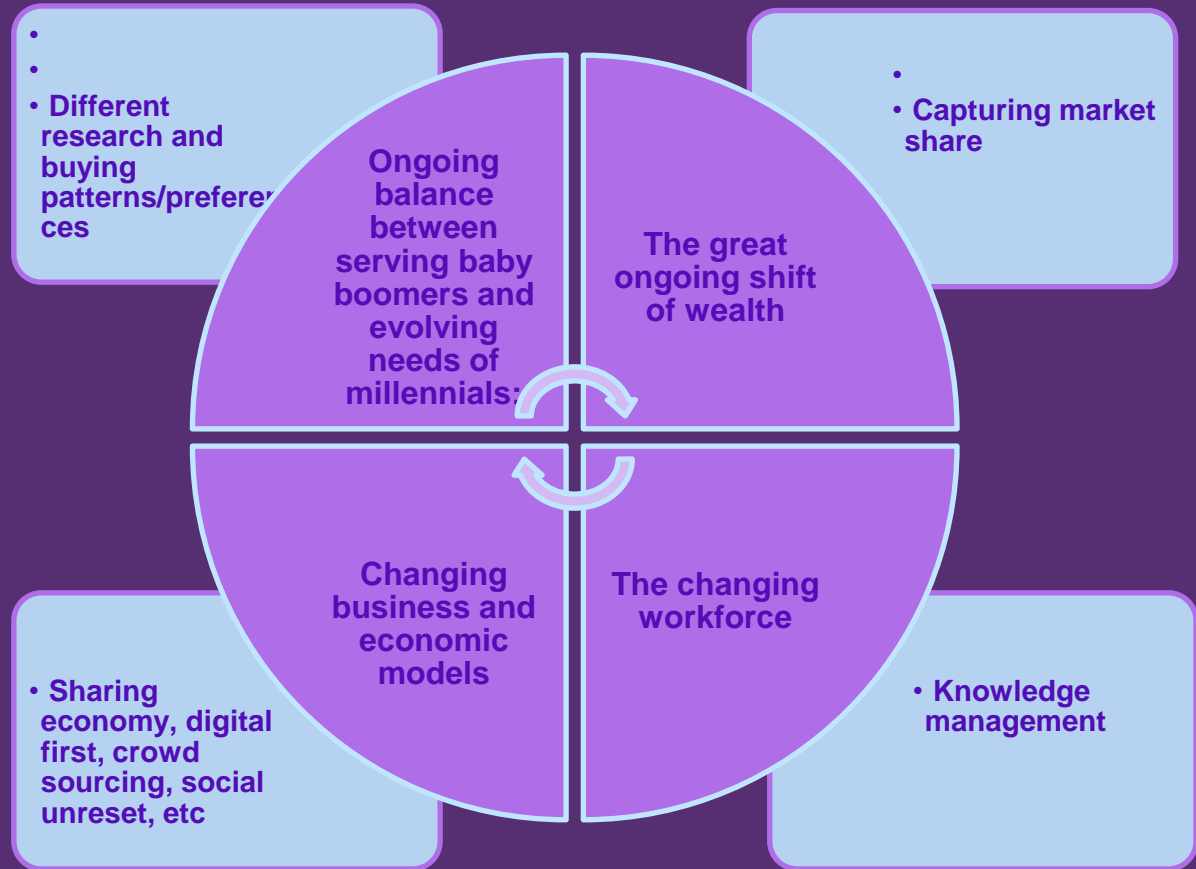 •
•
• Different
research and
buying
patterns/preferen
ces
Ongoing
balance
between
serving baby
boomers and
evolving
needs of
millennials:
The great
ongoing shift
of wealth
•
• Capturing market
share
Changing
business and
economic
models
The changing
workforce
• Sharing
economy, digital
first, crowd
sourcing, social
unreset, etc
• Knowledge
management